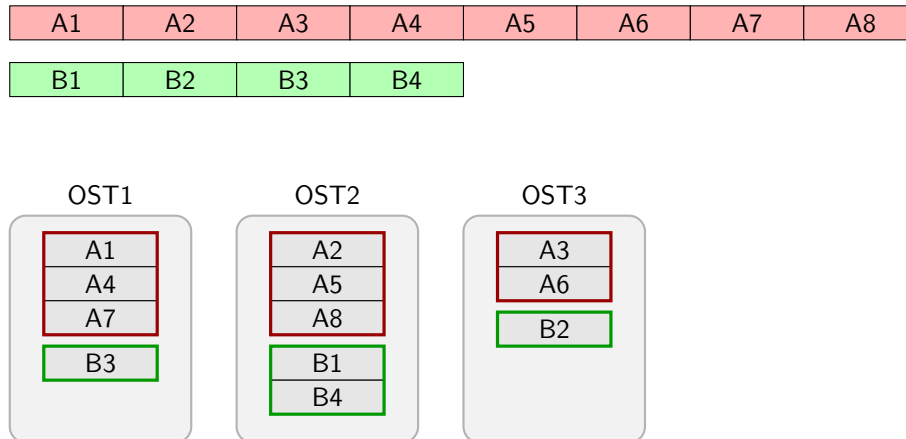 A1 A2 A3 A4 A5 A6 A7 A8
B1 B2 B3 B4
OST1 OST2 OST3
A1 A2 A3
A4 A5 A6
A7 A8
B2
B3 B1
B4